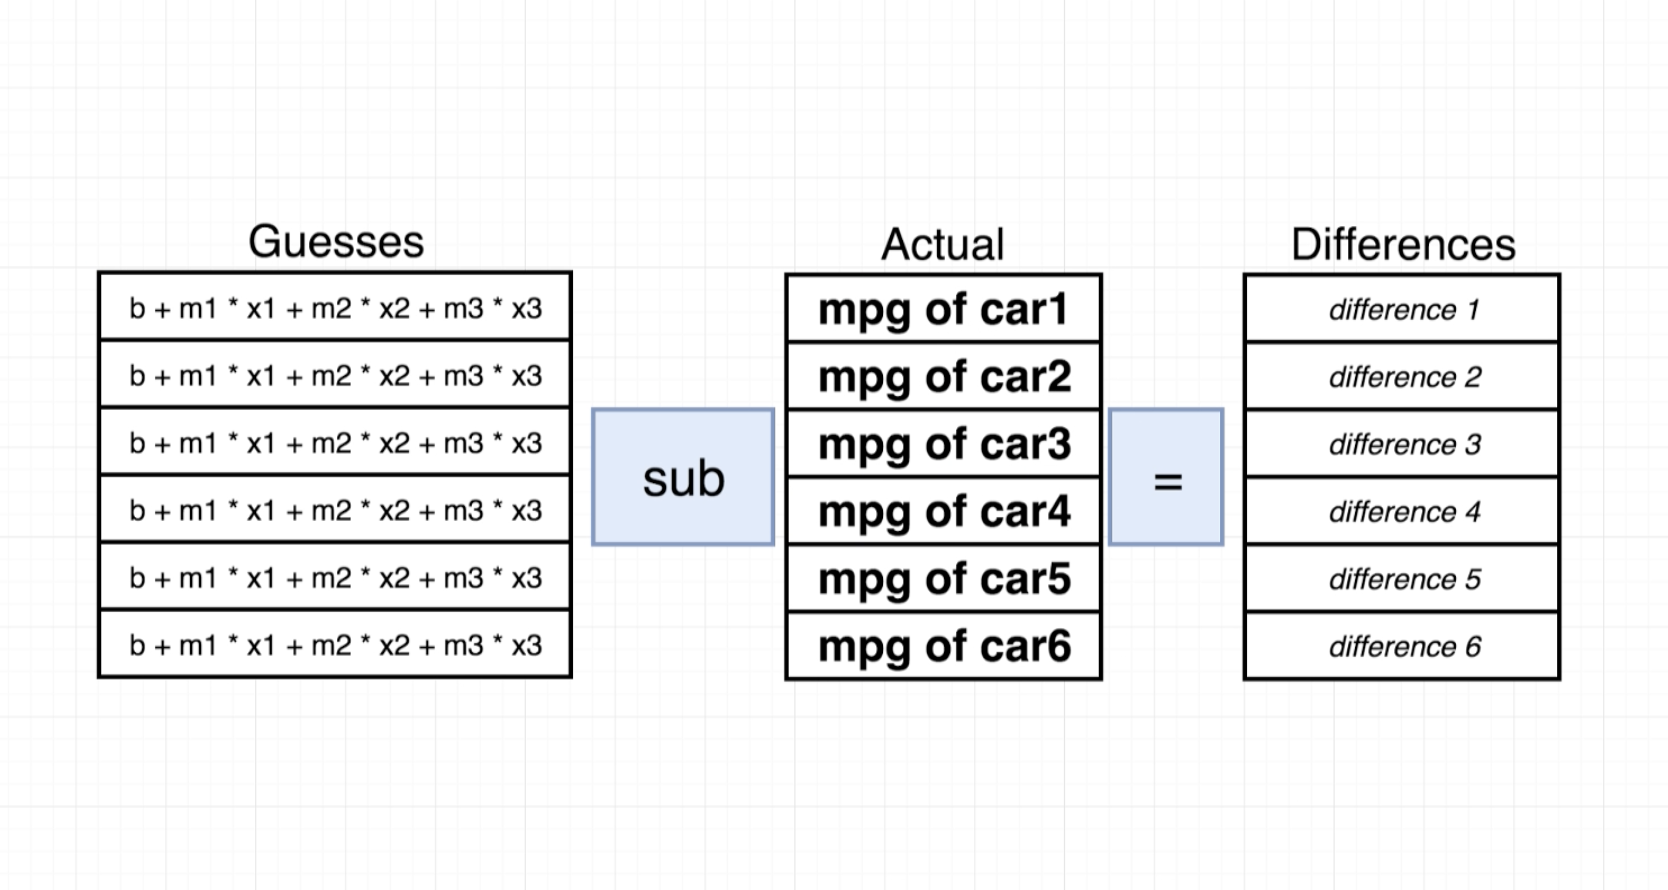 Guesses
b + m1 * x1 + m2 * x2 + m3 * x3
b + m1 * x1 + m2 * x2 + m3 * x3
b + m1 * x1 + m2 * x2 + m3 * x3
b + m1 * x1 + m2 * x2 + m3 * x3
b + m1 * x1 + m2 * x2 + m3 * x3
b + m1 * x1 + m2 * x2 + m3 * x3
sub
Actual
mpg of car1
mpg of car2
mpg of car3
mpg of car4
mpg of car5
mpg of car6
=
Differences
difference 1
difference 2
difference 3
difference 4
difference 5
difference 6